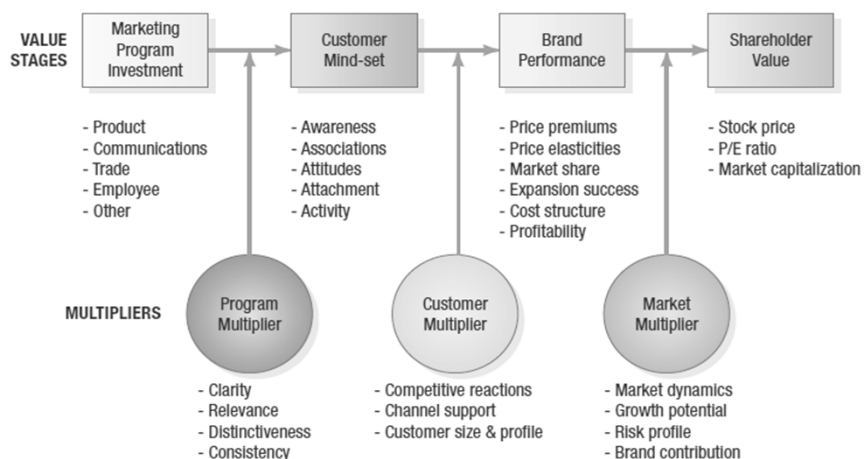 VALUE
STAGES
Marketing
Program
Investment
Customer
Mind-set
Brand
Performance
Shareholder
Value
- Product
- Communications
- Trade
- Employee
- Other
- Awareness
- Associations
- Attitudes
- Attachment
- Activity
- Price premiums
- Price elasticities
- Market share
- Expansion success
- Cost structure
- Profitability
- Stock price
- P/E ratio
- Market capitalization
MULTIPLIERS
Program
Multiplier
Customer
Multiplier
Market
Multiplier
- Clarity
- Relevance
- Distinctiveness
- Consistency
- Competitive reactions
- Channel support
- Customer size & profile
- Market dynamics
- Growth potential
- Risk profile
- Brand contribution